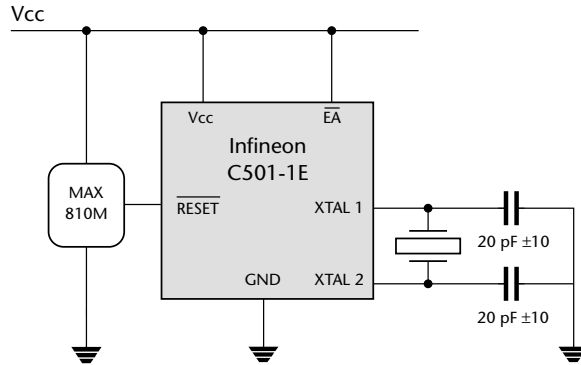 Vcc
Vcc
EA
Infineon
C501-1E
MAX
810M
RESET
XTAL 1
20 pF ±10
GND
XTAL 2
20 pF ±10